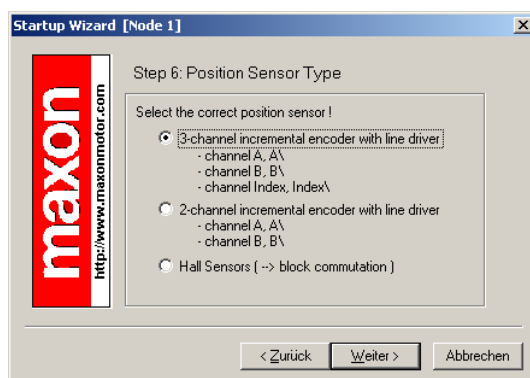 Startup Wizard [Node 1]
maxon
http://www.maxonmotor.com
Step 6: Position Sensor Type
Select the correct position sensor !
3-channel incremental encoder with line driver
- channel A, A\
- channel B, B\
- channel Index, Index\
2-channel incremental encoder with line driver
- channel A, A\
- channel B, B\
Hall Sensors ( --> block commutation )
< Zurück
Weiter >
Abbrechen